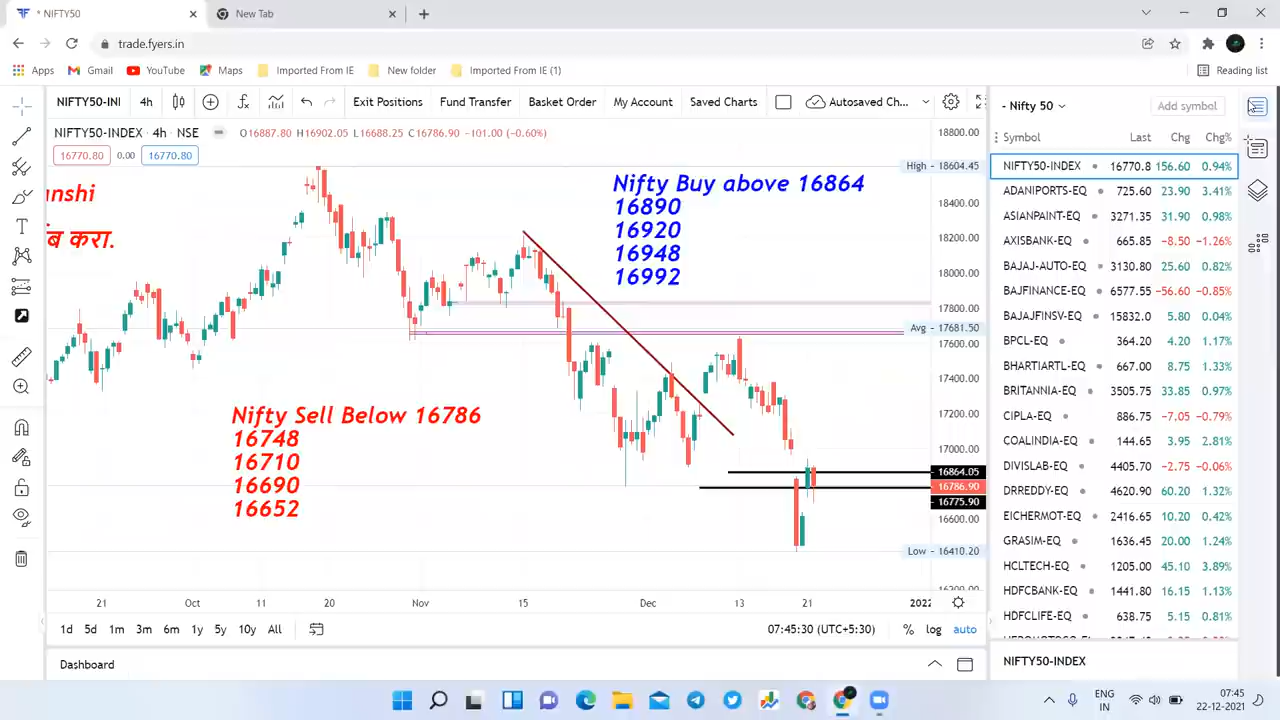 * NIFTY50
New Tab
trade.fyers.in
Apps Gmail YouTube Maps Imported From IE New folder Imported From IE (1) Reading list
NIFTY50-INI 4h Exit Positions Fund Transfer Basket Order My Account Saved Charts Autosaved Ch...
NIFTY50-INDEX · 4h · NSE O16887.80 H16902.05 L16688.25 C16786.90 −101.00 (−0.60%)
16770.80 0.00 16770.80
करा.
Nifty Buy above 16864
16890
16920
16948
16992
Nifty Sell Below 16786
16748
16710
16690
16652
18800.00
High - 18604.45
18400.00
18200.00
18000.00
17800.00
Avg - 17681.50
17600.00
17400.00
17200.00
17000.00
16864.05
16786.90
16775.90
16600.00
Low - 16410.20
21 Oct 11 20 Nov 15 Dec 13 21 2022
1d 5d 1m 3m 6m 1y 5y 10y All 07:45:30 (UTC+5:30) % log auto
Dashboard
- Nifty 50 Add symbol
Symbol Last Chg Chg%
NIFTY50-INDEX 16770.8 156.60 0.94%
ADANIPORTS-EQ 725.60 23.90 3.41%
ASIANPAINT-EQ 3271.35 31.90 0.98%
AXISBANK-EQ 665.85 −8.50 −1.26%
BAJAJ-AUTO-EQ 3130.80 25.60 0.82%
BAJFINANCE-EQ 6577.55 −56.60 −0.85%
BAJAJFINSV-EQ 15832.0 5.80 0.04%
BPCL-EQ 364.20 4.20 1.17%
BHARTIARTL-EQ 667.00 8.75 1.33%
BRITANNIA-EQ 3505.75 33.85 0.97%
CIPLA-EQ 886.75 −7.05 −0.79%
COALINDIA-EQ 144.65 3.95 2.81%
DIVISLAB-EQ 4405.70 −2.75 −0.06%
DRREDDY-EQ 4620.90 60.20 1.32%
EICHERMOT-EQ 2416.65 10.20 0.42%
GRASIM-EQ 1636.45 20.00 1.24%
HCLTECH-EQ 1205.00 45.10 3.89%
HDFCBANK-EQ 1441.80 16.15 1.13%
HDFCLIFE-EQ 638.75 5.15 0.81%
NIFTY50-INDEX
ENG
IN
07:45
22-12-2021